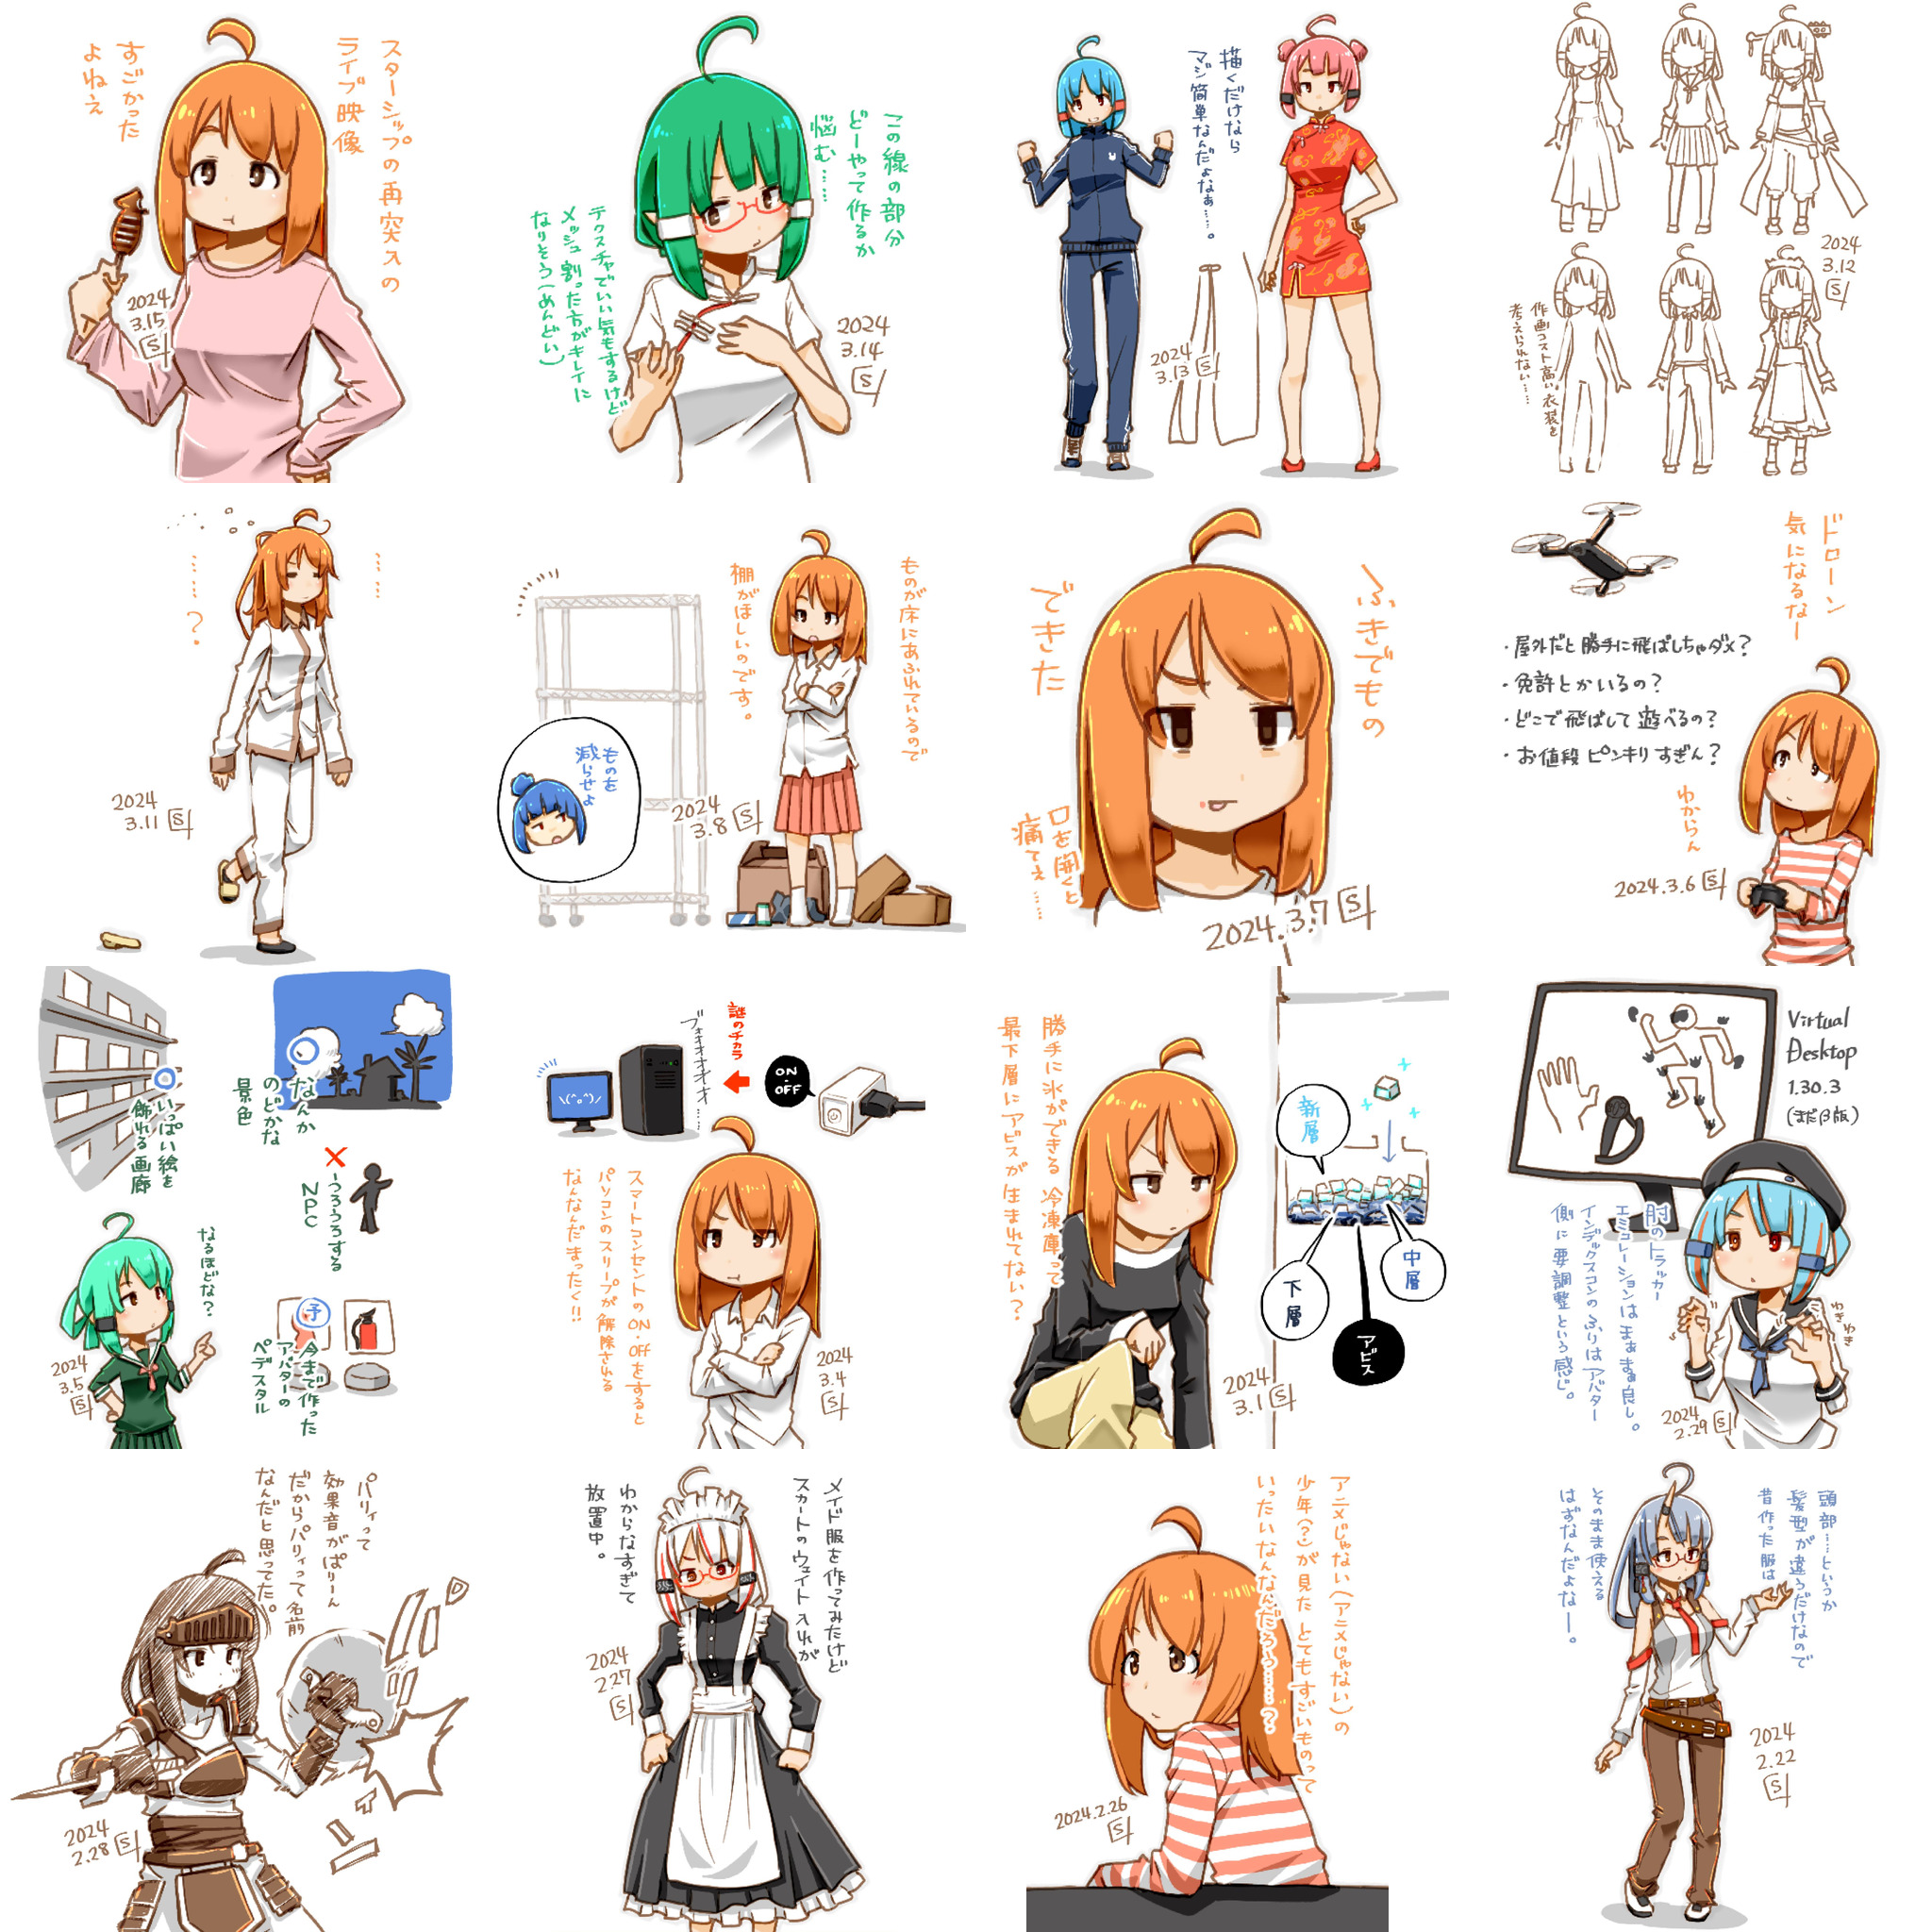 スターシップの再突入の
ライブ映像
すごかった
よねえ
2024
3.15
この線の部分
どーやって作るか
悩む……
テクスチャでいい気もするけど
メッシュ割った方がキレイに
なりそう(めんどい)
2024
3.14
描くだけなら
マジ簡単なんだよなぁ……。
2024
3.13
2024
3.12
作画コスト高い衣装を
考えられない……
……
……?
2024
3.11
ものが床にあふれているので
棚がほしいのです。
ものを
減らせよ
2024
3.8
ふきでもの
できた
口を開くと
痛てえ……
2024.3.7
ドローン
気になるなー
・屋外だと勝手に飛ばしちゃダメ?
・免許とかいるの?
・どこで飛ばして遊べるの?
・お値段ピンキリすぎん?
わからん
2024.3.6
いっぱい絵を
飾れる画廊
なんか
のどかな
景色
うろうろする
NPC
なるほどな?
予
今まで作った
アバターの
ペデスタル
2024
3.5
謎のチカラ
ブォオオオオオ……
ON
・
OFF
\(^o^)/
スマートコンセントのON・OFFをすると
パソコンのスリープが解除される
なんなんだまったく!!
2024
3.4
勝手に氷ができる冷凍庫って
最下層にアビスが生まれてない?
新層
中層
下層
アビス
2024
3.1
Virtual
Desktop
1.30.3
(まだβ版)
肘のトラッカー
エミュレーションはまぁまぁ良し。
インデックスコンのふりはアバター
側に要調整という感じ。
わき
わき
2024
2.29
パリィって
効果音がぱりーん
だからパリィって名前
なんだと思ってた。
2024
2.28
メイド服を作ってみたけど
スカートのウェイト入れが
わからなすぎて
放置中。
2024
2.27
アニメじゃない(アニメじゃない)の
少年(?)が見たとてもすごいものって
いったいなんなんだろう……?
2024.2.26
頭部……というか
髪型が違うだけなので
昔作った服は
そのまま使える
はずなんだよなー。
2024
2.22